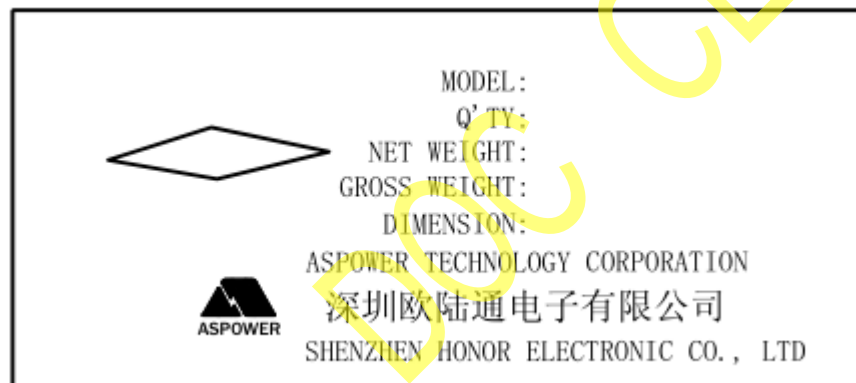 MODEL:
Q'TY:
NET WEIGHT:
GROSS WEIGHT:
DIMENSION:
ASPOWER TECHNOLOGY CORPORATION
ASPOWER
深圳欧陆通电子有限公司
SHENZHEN HONOR ELECTRONIC CO., LTD
DOC